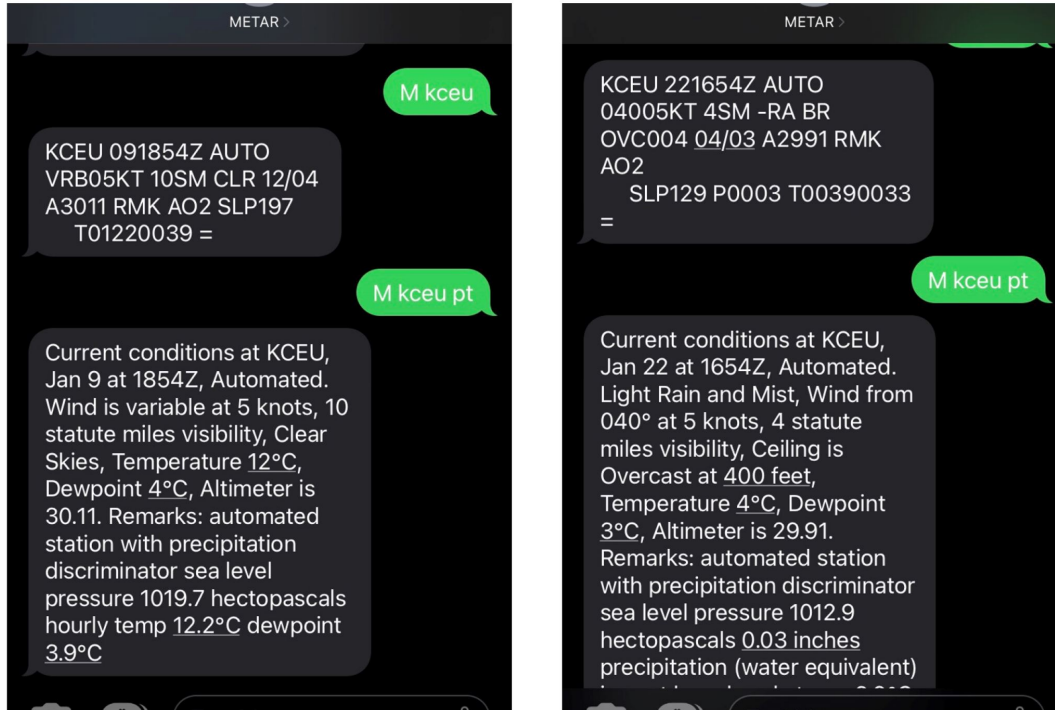 METAR >
M kceu
KCEU 091854Z AUTO
VRB05KT 10SM CLR 12/04
A3011 RMK AO2 SLP197
T01220039 =
M kceu pt
Current conditions at KCEU,
Jan 9 at 1854Z, Automated.
Wind is variable at 5 knots, 10
statute miles visibility, Clear
Skies, Temperature 12°C,
Dewpoint 4°C, Altimeter is
30.11. Remarks: automated
station with precipitation
discriminator sea level
pressure 1019.7 hectopascals
hourly temp 12.2°C dewpoint
3.9°C
METAR >
KCEU 221654Z AUTO
04005KT 4SM -RA BR
OVC004 04/03 A2991 RMK
AO2
SLP129 P0003 T00390033
=
M kceu pt
Current conditions at KCEU,
Jan 22 at 1654Z, Automated.
Light Rain and Mist, Wind from
040° at 5 knots, 4 statute
miles visibility, Ceiling is
Overcast at 400 feet,
Temperature 4°C, Dewpoint
3°C, Altimeter is 29.91.
Remarks: automated station
with precipitation discriminator
sea level pressure 1012.9
hectopascals 0.03 inches
precipitation (water equivalent)